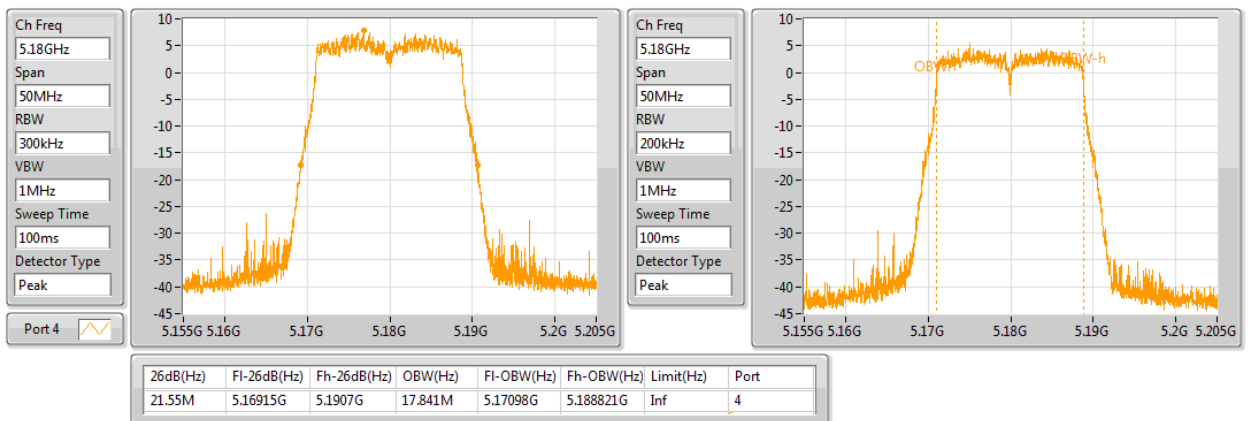 Ch Freq
5.18GHz
Span
50MHz
RBW
300kHz
VBW
1MHz
Sweep Time
100ms
Detector Type
Peak
Port 4
10
5
0
-5
-10
-15
-20
-25
-30
-35
-40
-45
5.155G 5.16G 5.17G 5.18G 5.19G 5.2G 5.205G
Ch Freq
5.18GHz
Span
50MHz
RBW
200kHz
VBW
1MHz
Sweep Time
100ms
Detector Type
Peak
10
5
0
-5
-10
-15
-20
-25
-30
-35
-40
-45
5.155G 5.16G 5.17G 5.18G 5.19G 5.2G 5.205G
26dB(Hz) Fl-26dB(Hz) Fh-26dB(Hz) OBW(Hz) Fl-OBW(Hz) Fh-OBW(Hz) Limit(Hz) Port
21.55M 5.16915G 5.1907G 17.841M 5.17098G 5.188821G Inf 4